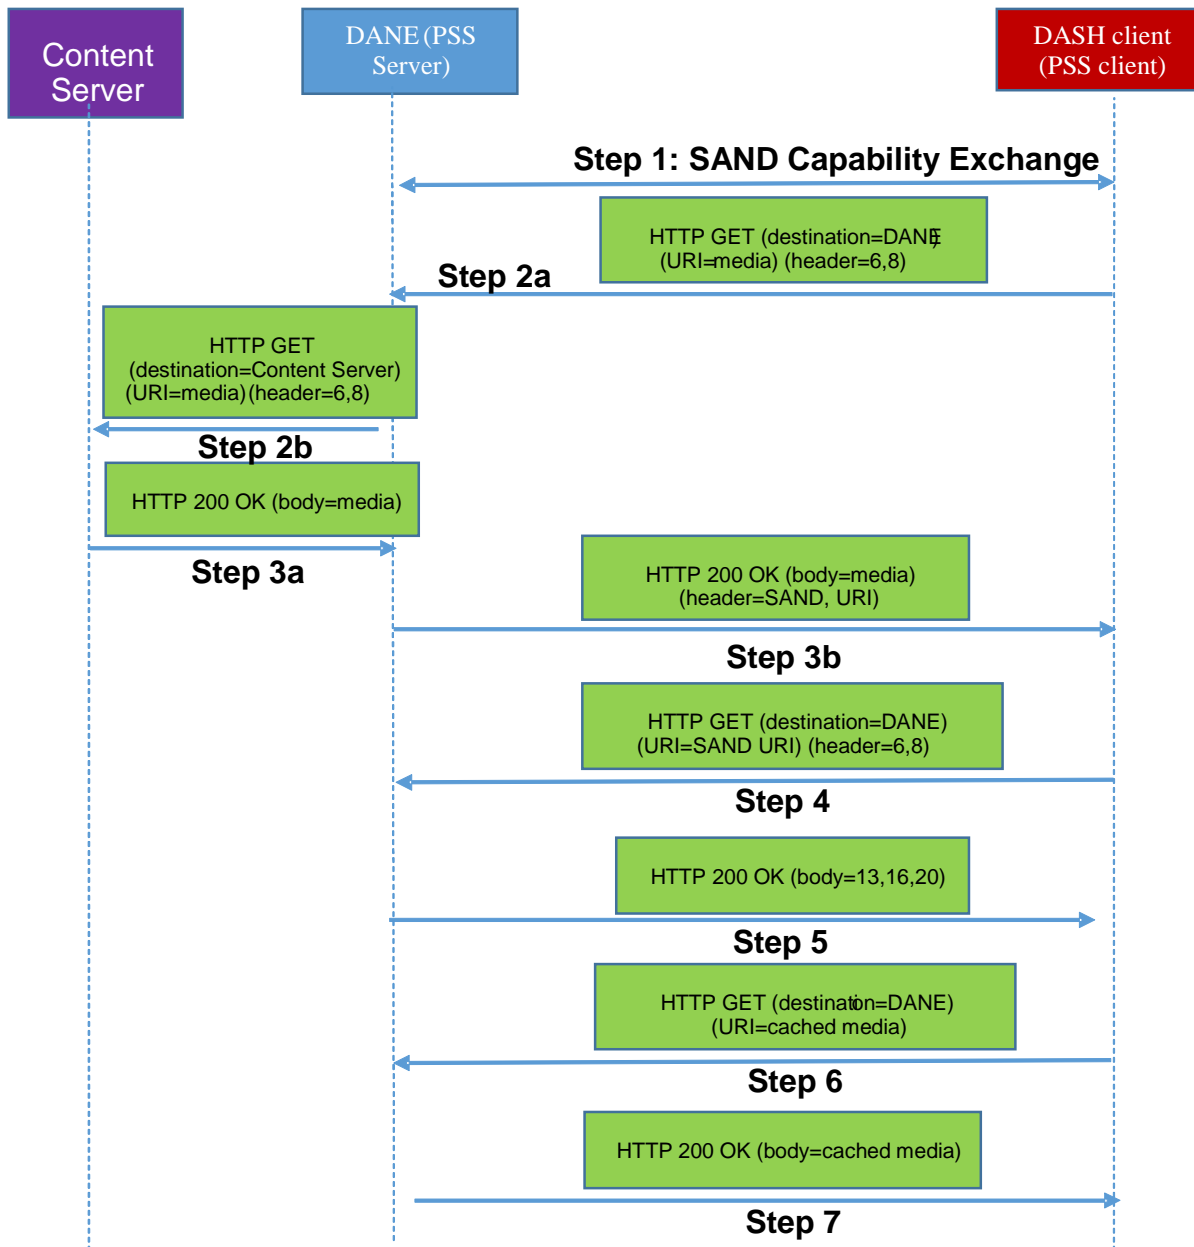 Content
Server
DANE (PSS
Server)
DASH client
(PSS client)
Step 1: SAND Capability Exchange
HTTP GET (destination=DANE)
(URI=media) (header=6,8)
Step 2a
HTTP GET
(destination=Content Server)
(URI=media) (header=6,8)
Step 2b
HTTP 200 OK (body=media)
Step 3a
HTTP 200 OK (body=media)
(header=SAND, URI)
Step 3b
HTTP GET (destination=DANE)
(URI=SAND URI) (header=6,8)
Step 4
HTTP 200 OK (body=13,16,20)
Step 5
HTTP GET (destination=DANE)
(URI=cached media)
Step 6
HTTP 200 OK (body=cached media)
Step 7